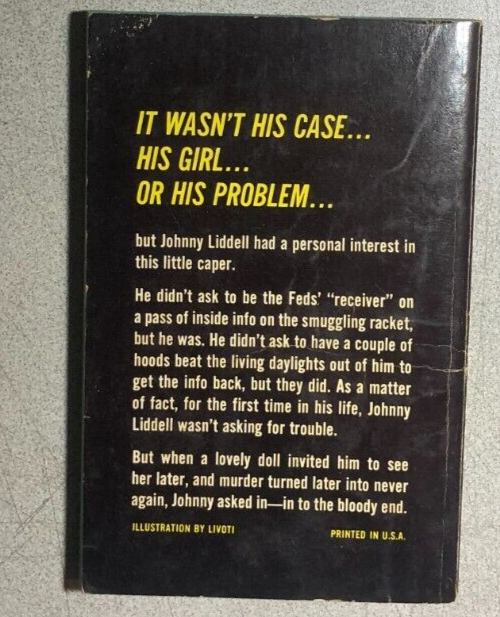 IT WASN'T HIS CASE...
HIS GIRL...
OR HIS PROBLEM...
but Johnny Liddell had a personal interest in
this little caper.
He didn't ask to be the Feds' "receiver" on
a pass of inside info on the smuggling racket,
but he was. He didn't ask to have a couple of
hoods beat the living daylights out of him to
get the info back, but they did. As a matter
of fact, for the first time in his life, Johnny
Liddell wasn't asking for trouble.
But when a lovely doll invited him to see
her later, and murder turned later into never
again, Johnny asked in—in to the bloody end.
ILLUSTRATION BY LIVOTI
PRINTED IN U.S.A.